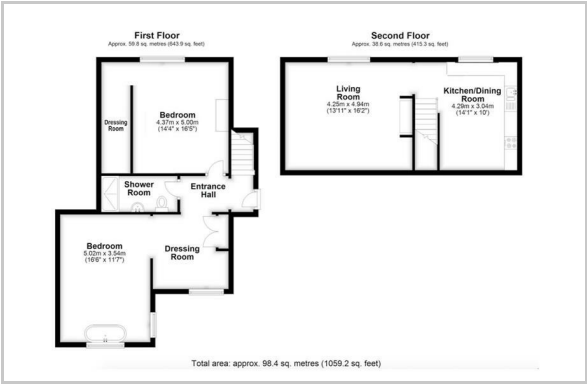 First Floor
Approx. 59.8 sq. metres (643.9 sq. feet)
Bedroom
4.37m x 5.00m
(14'4" x 16'5")
Dressing
Room
Shower
Room
Entrance
Hall
Bedroom
5.02m x 3.54m
(16'6" x 11'7")
Dressing
Room
Second Floor
Approx. 38.6 sq. metres (415.3 sq. feet)
Living
Room
4.25m x 4.94m
(13'11" x 16'2")
Kitchen/Dining
Room
4.29m x 3.04m
(14'1" x 10')
Total area: approx. 98.4 sq. metres (1059.2 sq. feet)